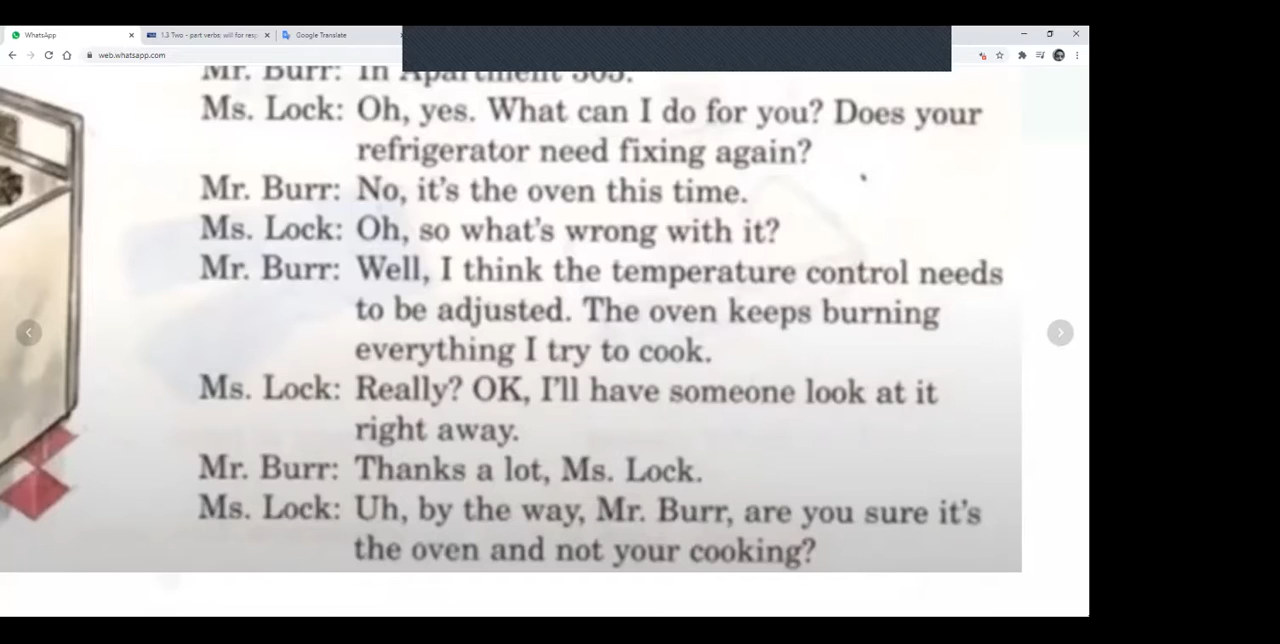 WhatsApp
1.3 Two - part verbs: will for resp
Google Translate
web.whatsapp.com
Mr. Burr: In Apartment 305.
Ms. Lock: Oh, yes. What can I do for you? Does your
refrigerator need fixing again?
Mr. Burr: No, it's the oven this time.
Ms. Lock: Oh, so what's wrong with it?
Mr. Burr: Well, I think the temperature control needs
to be adjusted. The oven keeps burning
everything I try to cook.
Ms. Lock: Really? OK, I'll have someone look at it
right away.
Mr. Burr: Thanks a lot, Ms. Lock.
Ms. Lock: Uh, by the way, Mr. Burr, are you sure it's
the oven and not your cooking?